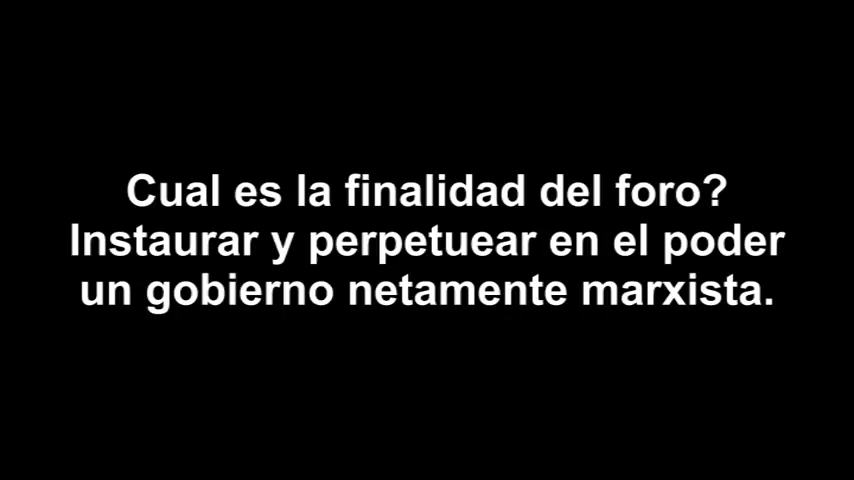 Cual es la finalidad del foro?
Instaurar y perpetuear en el poder
un gobierno netamente marxista.